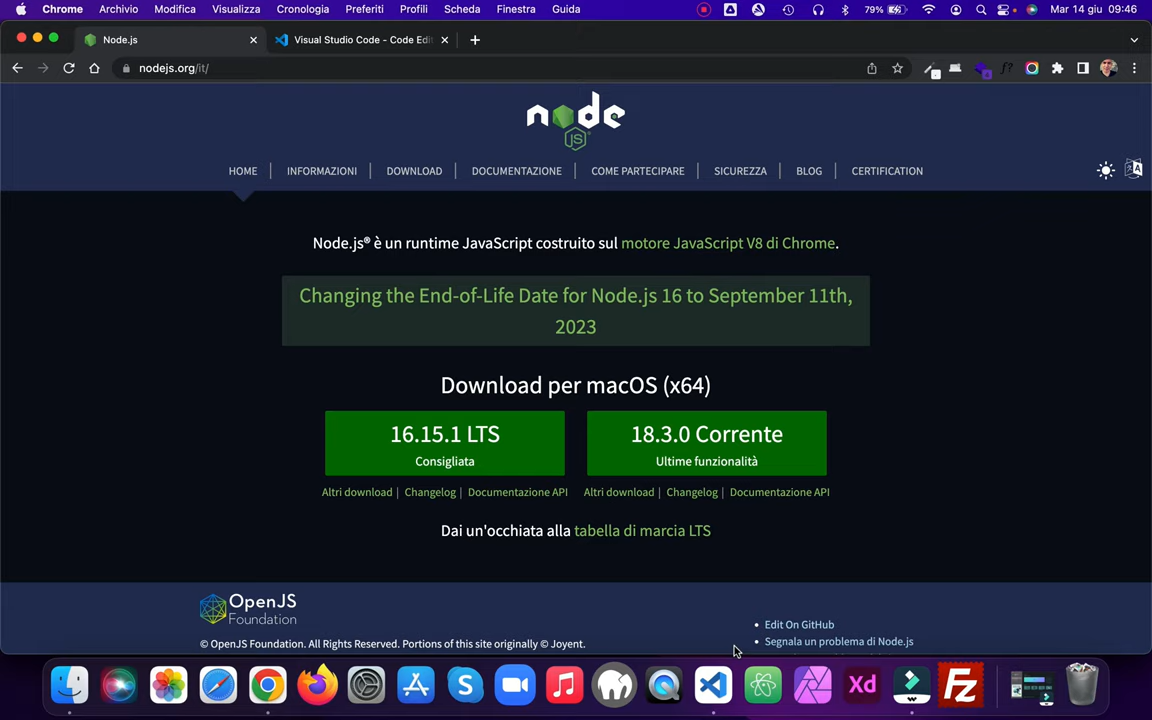 Chrome Archivio Modifica Visualizza Cronologia Preferiti Profili Scheda Finestra Guida 79% Mar 14 giu 09:46
Node.js Visual Studio Code - Code Edit
nodejs.org/it/
node
JS
HOME INFORMAZIONI DOWNLOAD DOCUMENTAZIONE COME PARTECIPARE SICUREZZA BLOG CERTIFICATION
Node.js® è un runtime JavaScript costruito sul motore JavaScript V8 di Chrome.
Changing the End-of-Life Date for Node.js 16 to September 11th,
2023
Download per macOS (x64)
16.15.1 LTS 18.3.0 Corrente
Consigliata Ultime funzionalità
Altri download | Changelog | Documentazione API Altri download | Changelog | Documentazione API
Dai un'occhiata alla tabella di marcia LTS
OpenJS
Foundation
Edit On GitHub
© OpenJS Foundation. All Rights Reserved. Portions of this site originally © Joyent. Segnala un problema di Node.js
Xd Fz